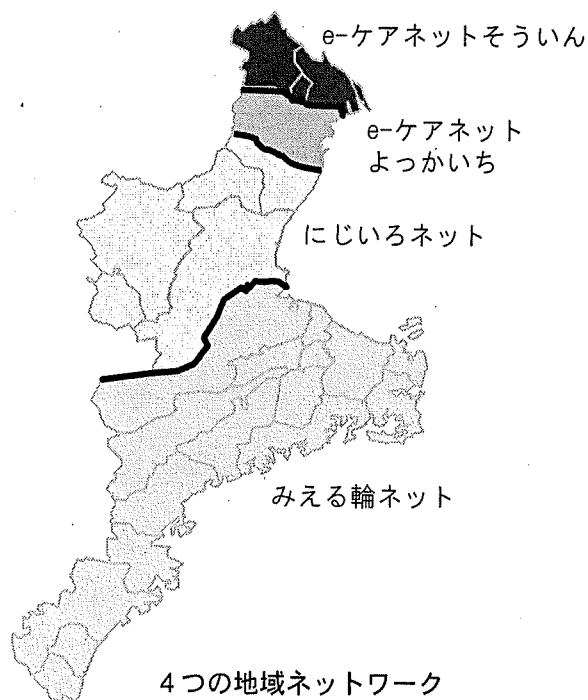 e-ケアネットそういん
e-ケアネット
よっかいち
にじいろネット
みえる輪ネット
4つの地域ネットワーク